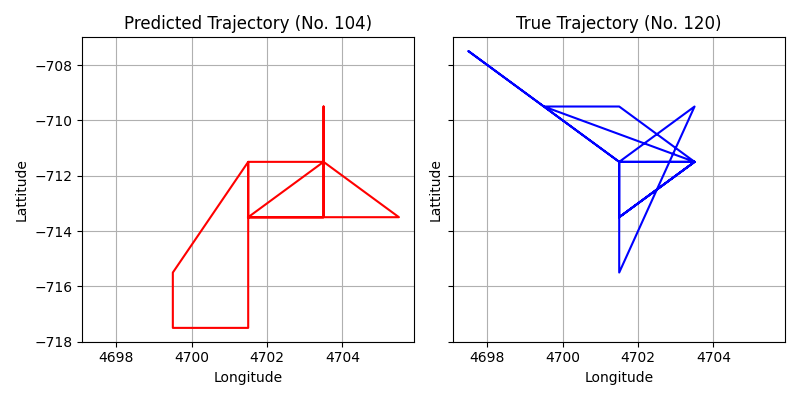 Predicted Trajectory (No. 104)
True Trajectory (No. 120)
−708
−710
−712
−714
−716
−718
Lattitude
Lattitude
4698 4700 4702 4704
4698 4700 4702 4704
Longitude
Longitude